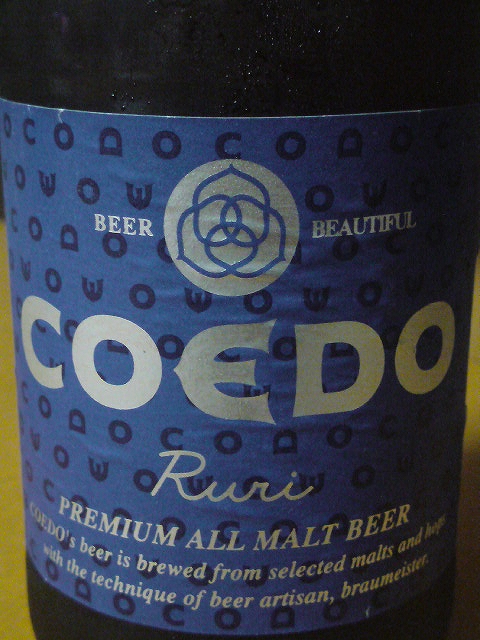 BEER BEAUTIFUL
COEDO
Ruri
PREMIUM ALL MALT BEER
COEDO's beer is brewed from selected malts and hops
with the technique of beer artisan, braumeister.